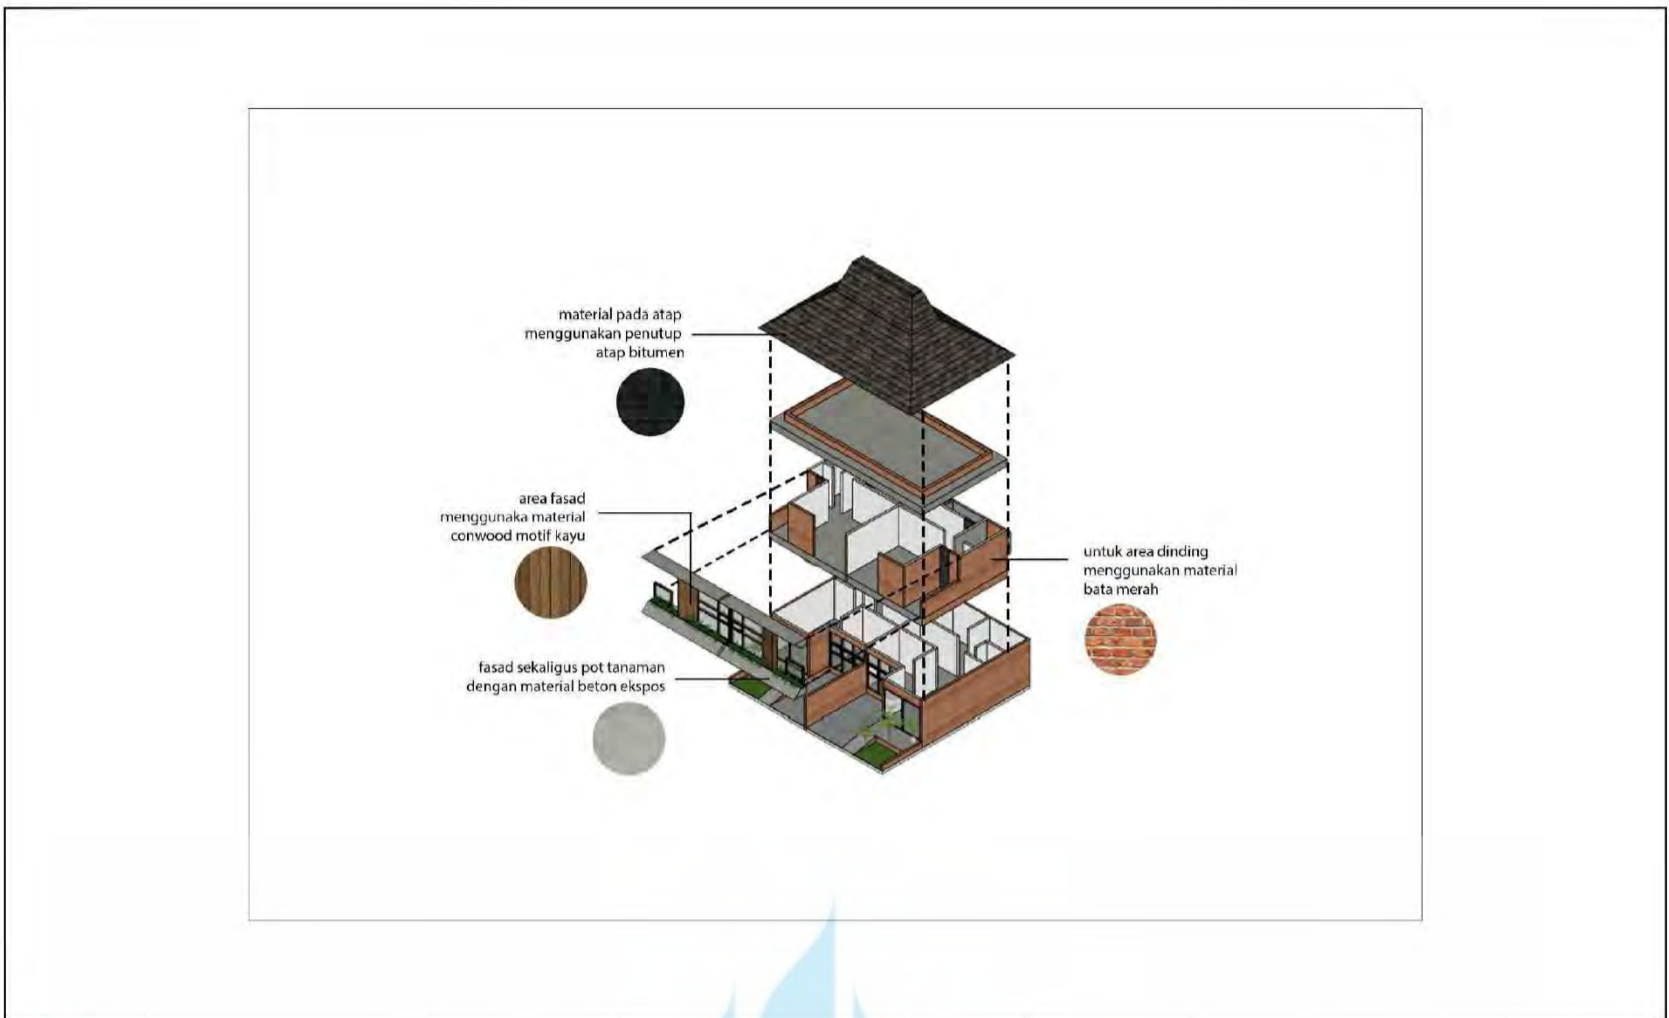 material pada atap
menggunakan penutup
atap bitumen
area fasad
menggunaka material
conwood motif kayu
untuk area dinding
menggunakan material
bata merah
fasad sekaligus pot tanaman
dengan material beton ekspos